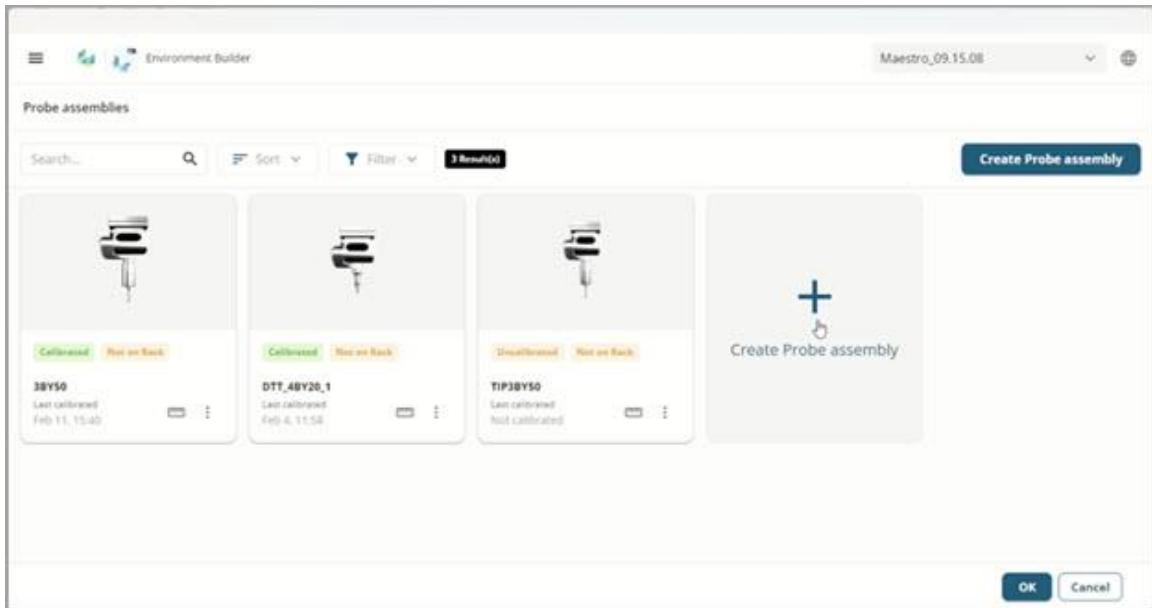 Environment Builder
Maestro_09.15.08
Probe assemblies
Search...
Sort
Filter
3 Result(s)
Create Probe assembly
Calibrated
Not on Rack
3BY50
Last calibrated
Feb 11, 15:40
Calibrated
Not on Rack
DTT_4BY20_1
Last calibrated
Feb 4, 11:58
Uncalibrated
Not on Rack
TIP3BY50
Last calibrated
Not calibrated
Create Probe assembly
OK
Cancel